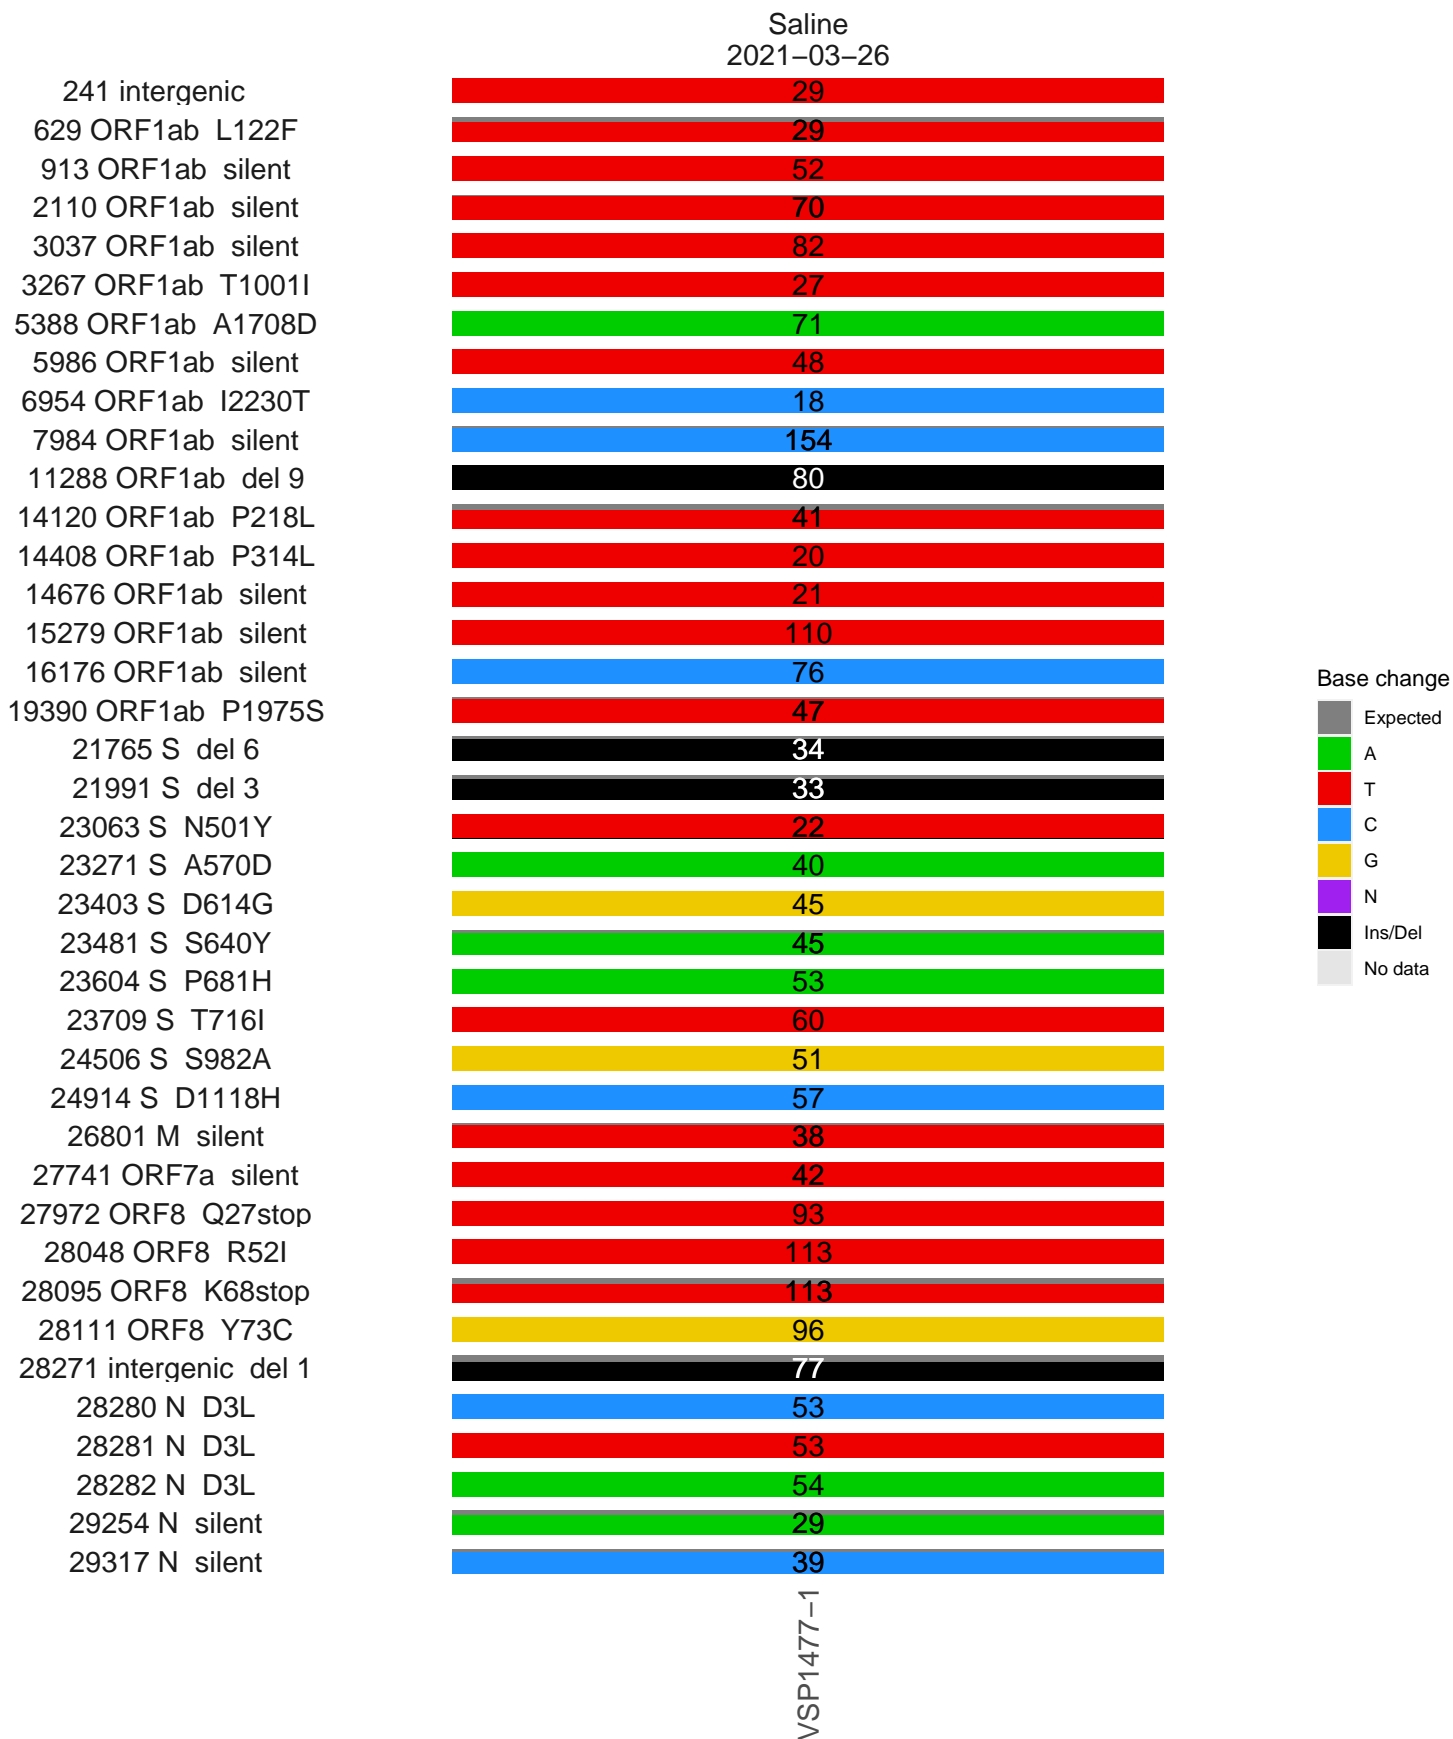 Saline
2021−03−26
241 intergenic 29
629 ORF1ab L122F 29
913 ORF1ab silent 52
2110 ORF1ab silent 70
3037 ORF1ab silent 82
3267 ORF1ab T1001I 27
5388 ORF1ab A1708D 71
5986 ORF1ab silent 48
6954 ORF1ab I2230T 18
7984 ORF1ab silent 154
11288 ORF1ab del 9 80
14120 ORF1ab P218L 41
14408 ORF1ab P314L 20
14676 ORF1ab silent 21
15279 ORF1ab silent 110
16176 ORF1ab silent 76
19390 ORF1ab P1975S 47
21765 S del 6 34
21991 S del 3 33
23063 S N501Y 22
23271 S A570D 40
23403 S D614G 45
23481 S S640Y 45
23604 S P681H 53
23709 S T716I 60
24506 S S982A 51
24914 S D1118H 57
26801 M silent 38
27741 ORF7a silent 42
27972 ORF8 Q27stop 93
28048 ORF8 R52I 113
28095 ORF8 K68stop 113
28111 ORF8 Y73C 96
28271 intergenic del 1 77
28280 N D3L 53
28281 N D3L 53
28282 N D3L 54
29254 N silent 29
29317 N silent 39
VSP1477−1
Base change
Expected
A
T
C
G
N
Ins/Del
No data